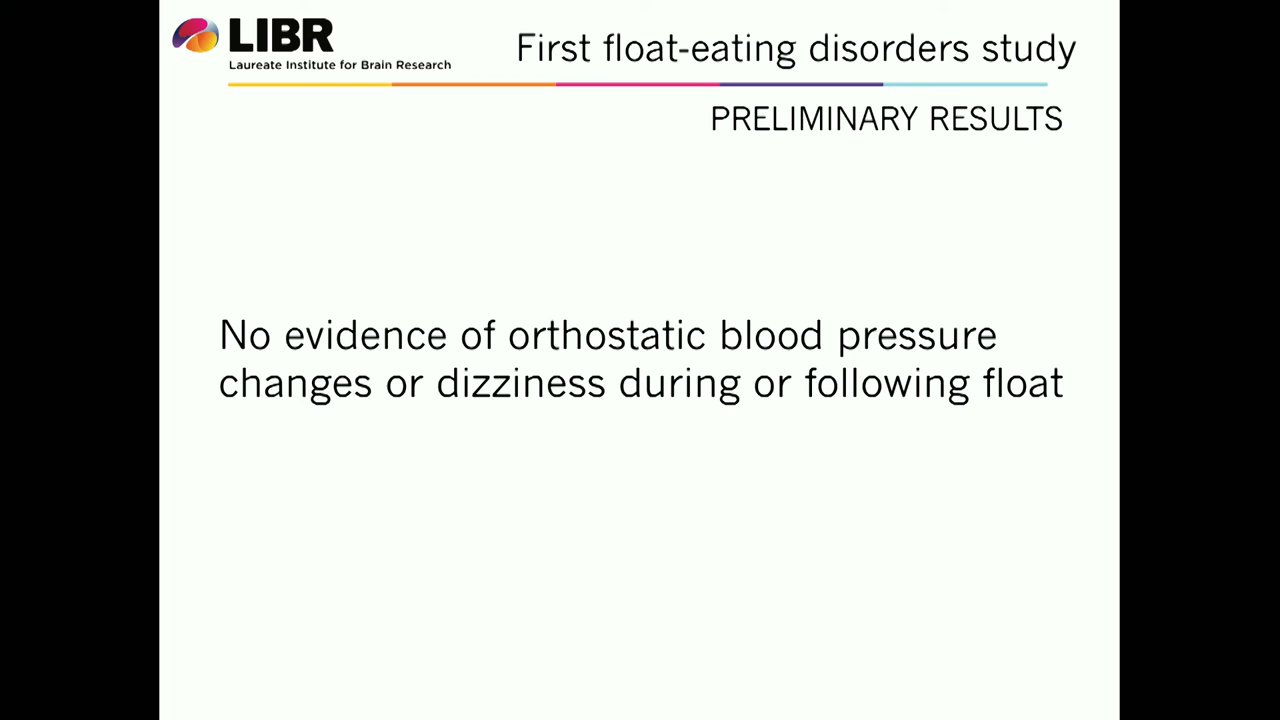 LIBR
Laureate Institute for Brain Research
First float-eating disorders study
PRELIMINARY RESULTS
No evidence of orthostatic blood pressure
changes or dizziness during or following float